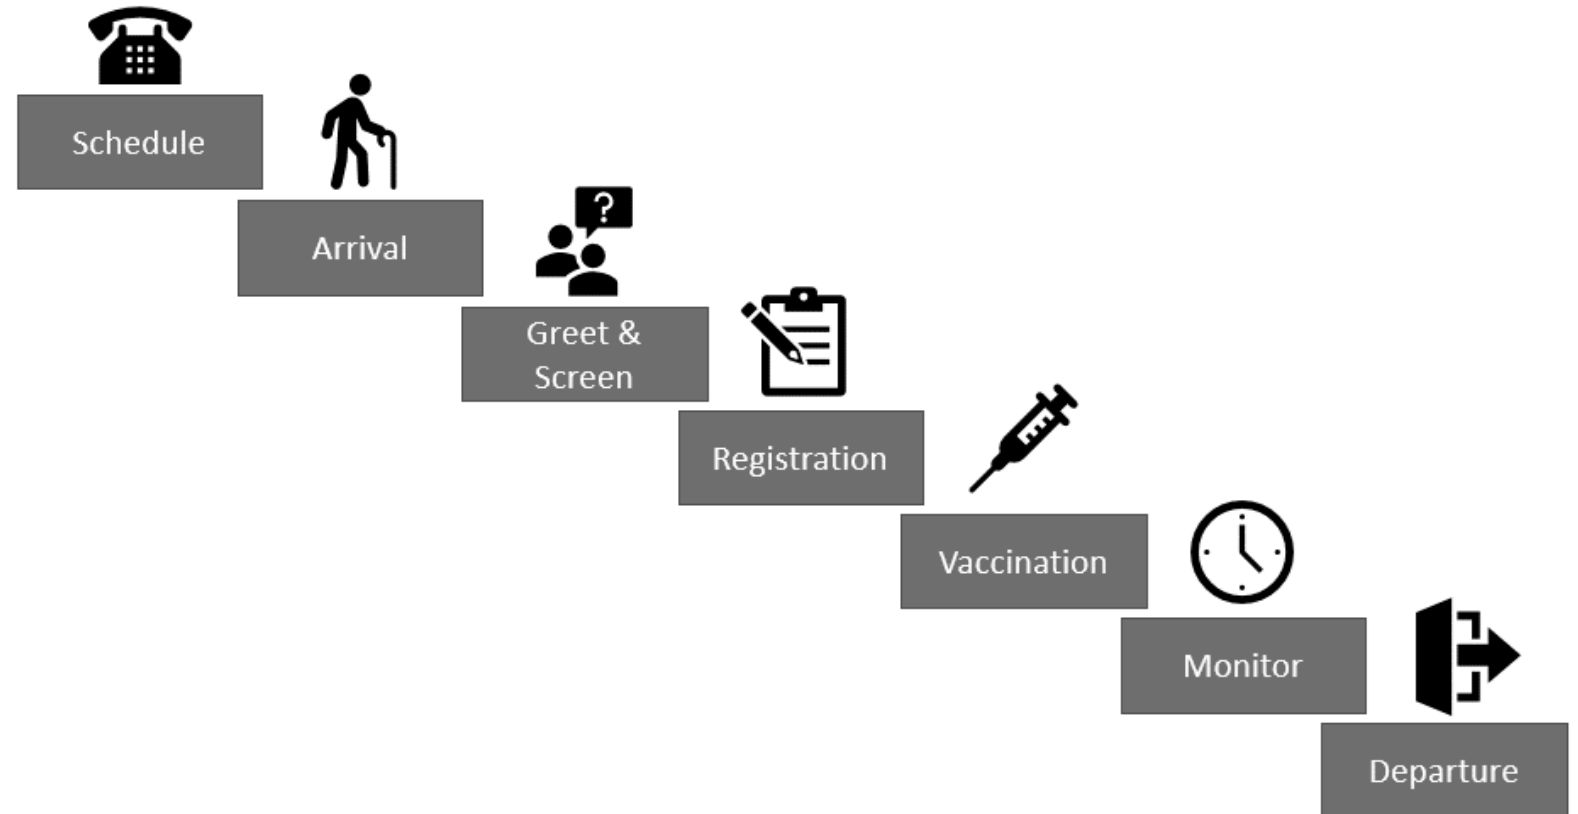 Schedule
Arrival
?
Greet &
Screen
Registration
Vaccination
Monitor
Departure